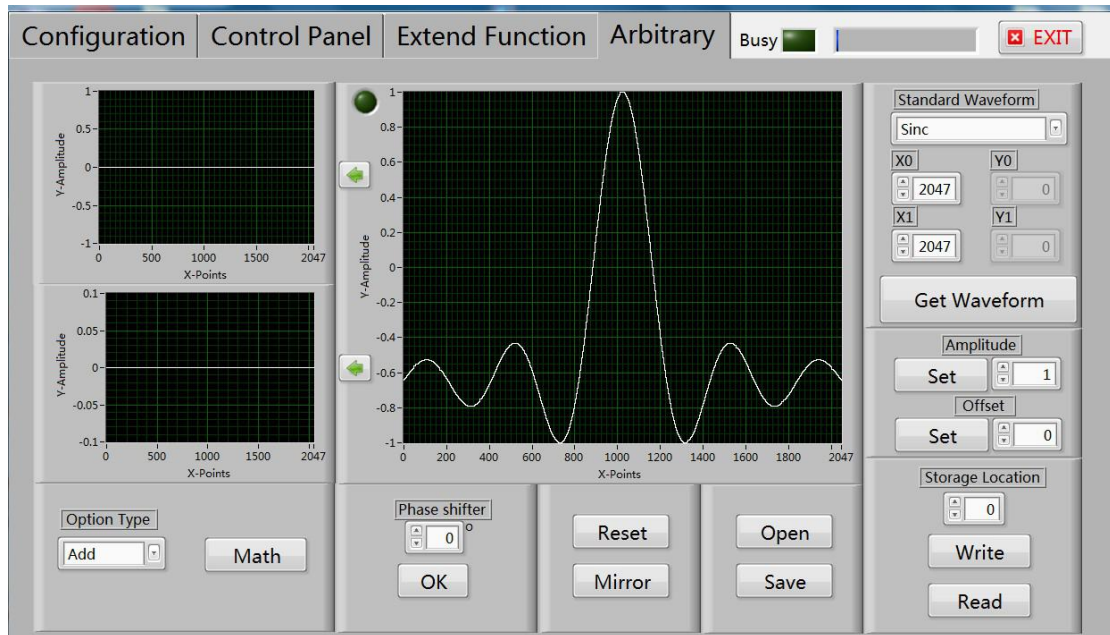 Configuration
Control Panel
Extend Function
Arbitrary
Busy
EXIT
1
0.5
0
-0.5
-1
Y-Amplitude
0 500 1000 1500 2047
X-Points
0.1
0.05
0
-0.05
-0.1
Y-Amplitude
0 500 1000 1500 2047
X-Points
1
0.8
0.6
0.4
0.2
0
-0.2
-0.4
-0.6
-0.8
-1
Y-Amplitude
0 200 400 600 800 1000 1200 1400 1600 1800 2047
X-Points
Standard Waveform
Sinc
X0 Y0
2047 0
X1 Y1
2047 0
Get Waveform
Amplitude
Set 1
Offset
Set 0
Storage Location
0
Write
Read
Option Type
Add
Math
Phase shifter
0 °
OK
Reset
Mirror
Open
Save